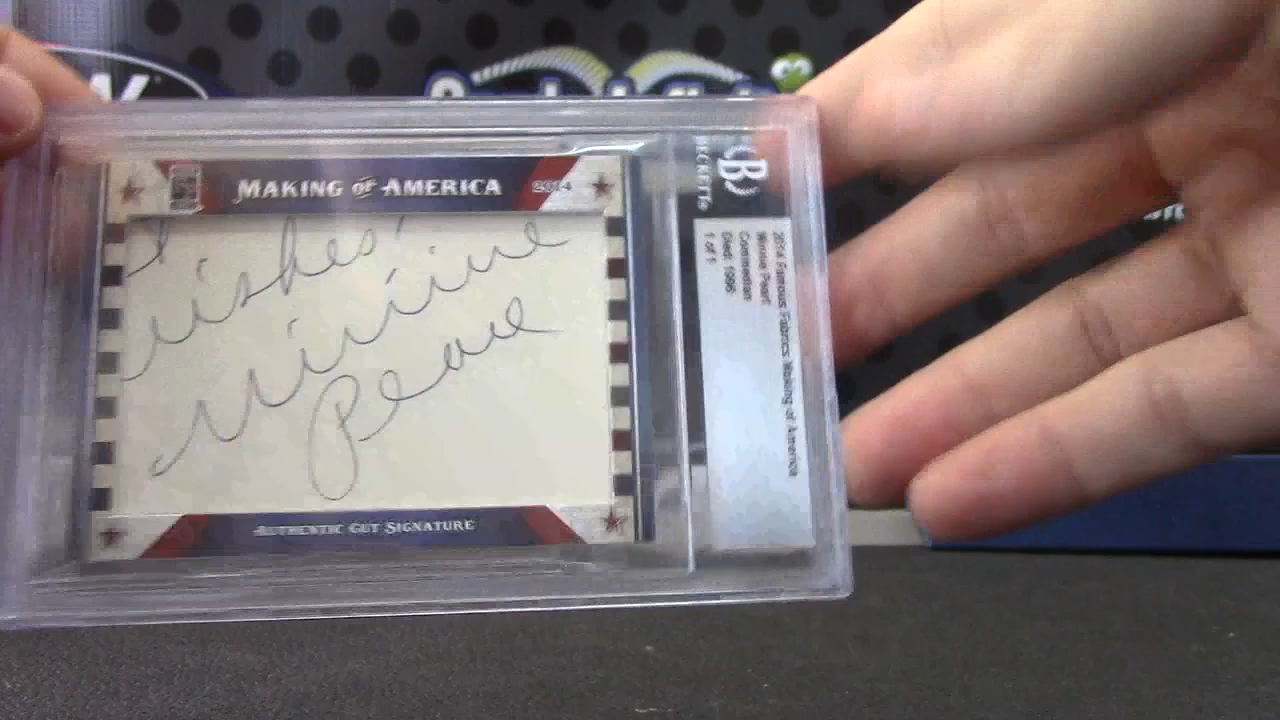 MAKING OF AMERICA
2014
Wishes!
Minnie
Pearl
AUTHENTIC CUT SIGNATURE
BECKETT
2014 Famous Fabrics Making of America
Minnie Pearl
Commedian
Died: 1996
1 of 1